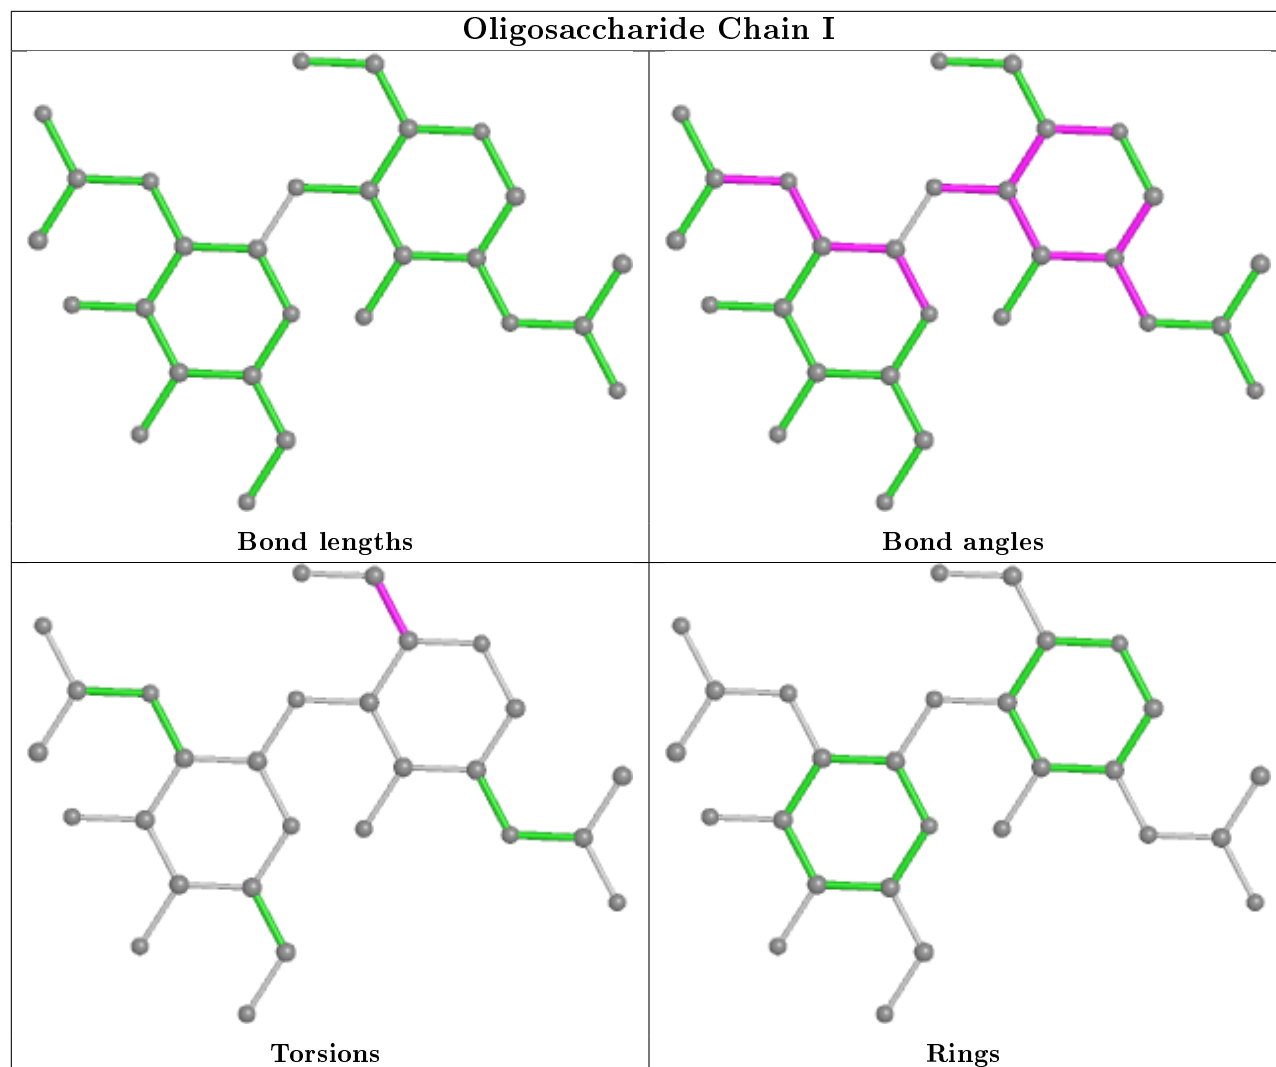 Oligosaccharide Chain I
Bond lengths
Bond angles
Torsions
Rings